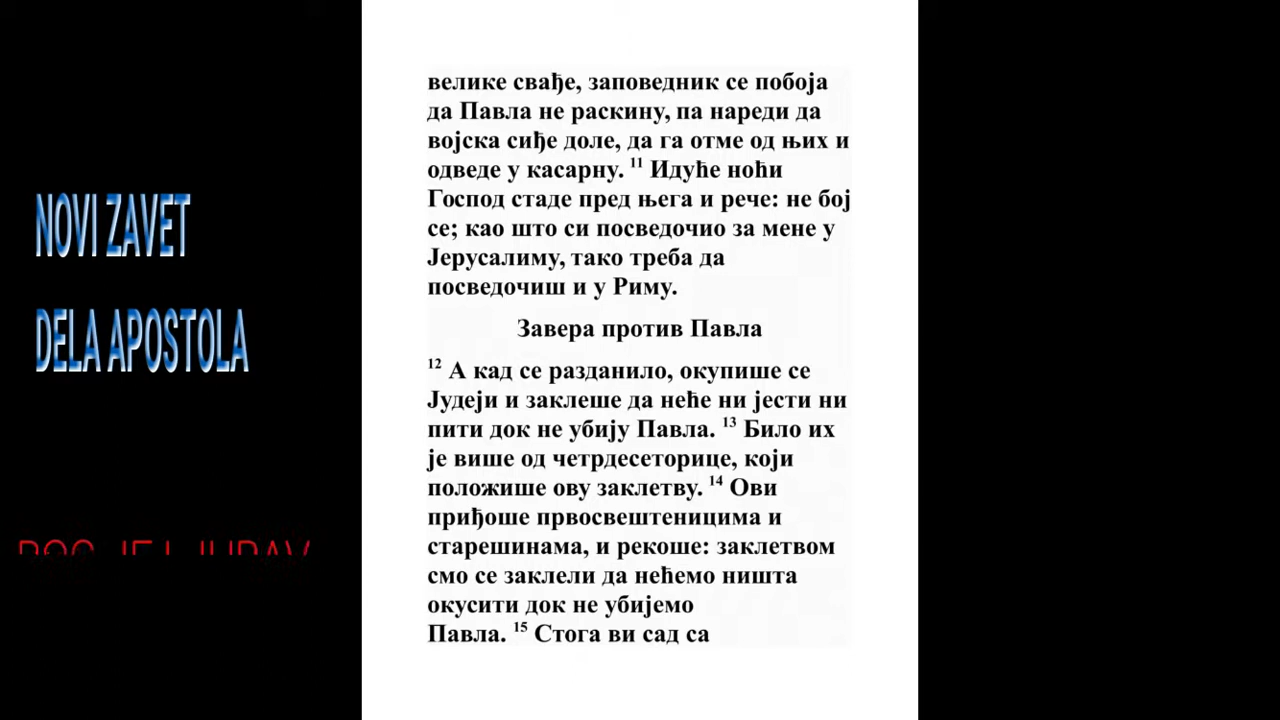 NOVI ZAVET
DELA APOSTOLA
велике свађе, заповедник се побоја
да Павла не раскину, па нареди да
војска сиђе доле, да га отме од њих и
одведе у касарну. 11 Идуће ноћи
Господ стаде пред њега и рече: не бој
се; као што си посведочио за мене у
Јерусалиму, тако треба да
посведочиш и у Риму.
Завера против Павла
12 А кад се разданило, окупише се
Јудеји и заклеше да неће ни јести ни
пити док не убију Павла. 13 Било их
је више од четрдесеторице, који
положише ову заклетву. 14 Ови
приђоше првосвештеницима и
старешинама, и рекоше: заклетвом
смо се заклели да нећемо ништа
окусити док не убијемо
Павла. 15 Стога ви сад са